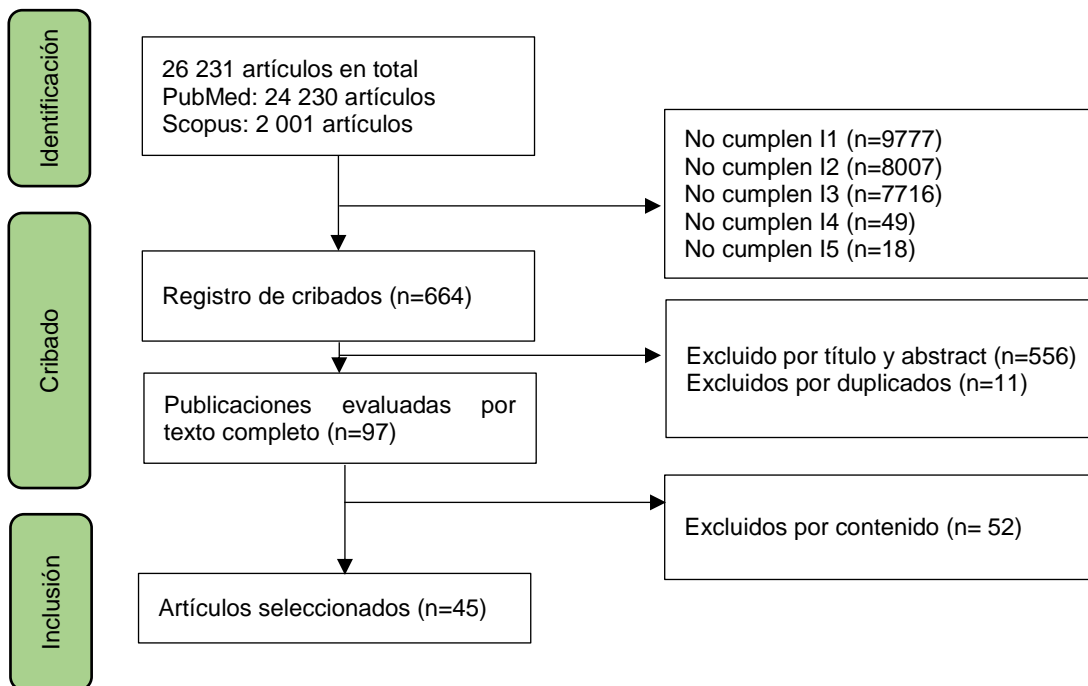 Identificación
26 231 artículos en total
PubMed: 24 230 artículos
Scopus: 2 001 artículos
No cumplen I1 (n=9777)
No cumplen I2 (n=8007)
No cumplen I3 (n=7716)
No cumplen I4 (n=49)
No cumplen I5 (n=18)
Cribado
Registro de cribados (n=664)
Excluido por título y abstract (n=556)
Excluidos por duplicados (n=11)
Publicaciones evaluadas por
texto completo (n=97)
Excluidos por contenido (n= 52)
Inclusión
Artículos seleccionados (n=45)